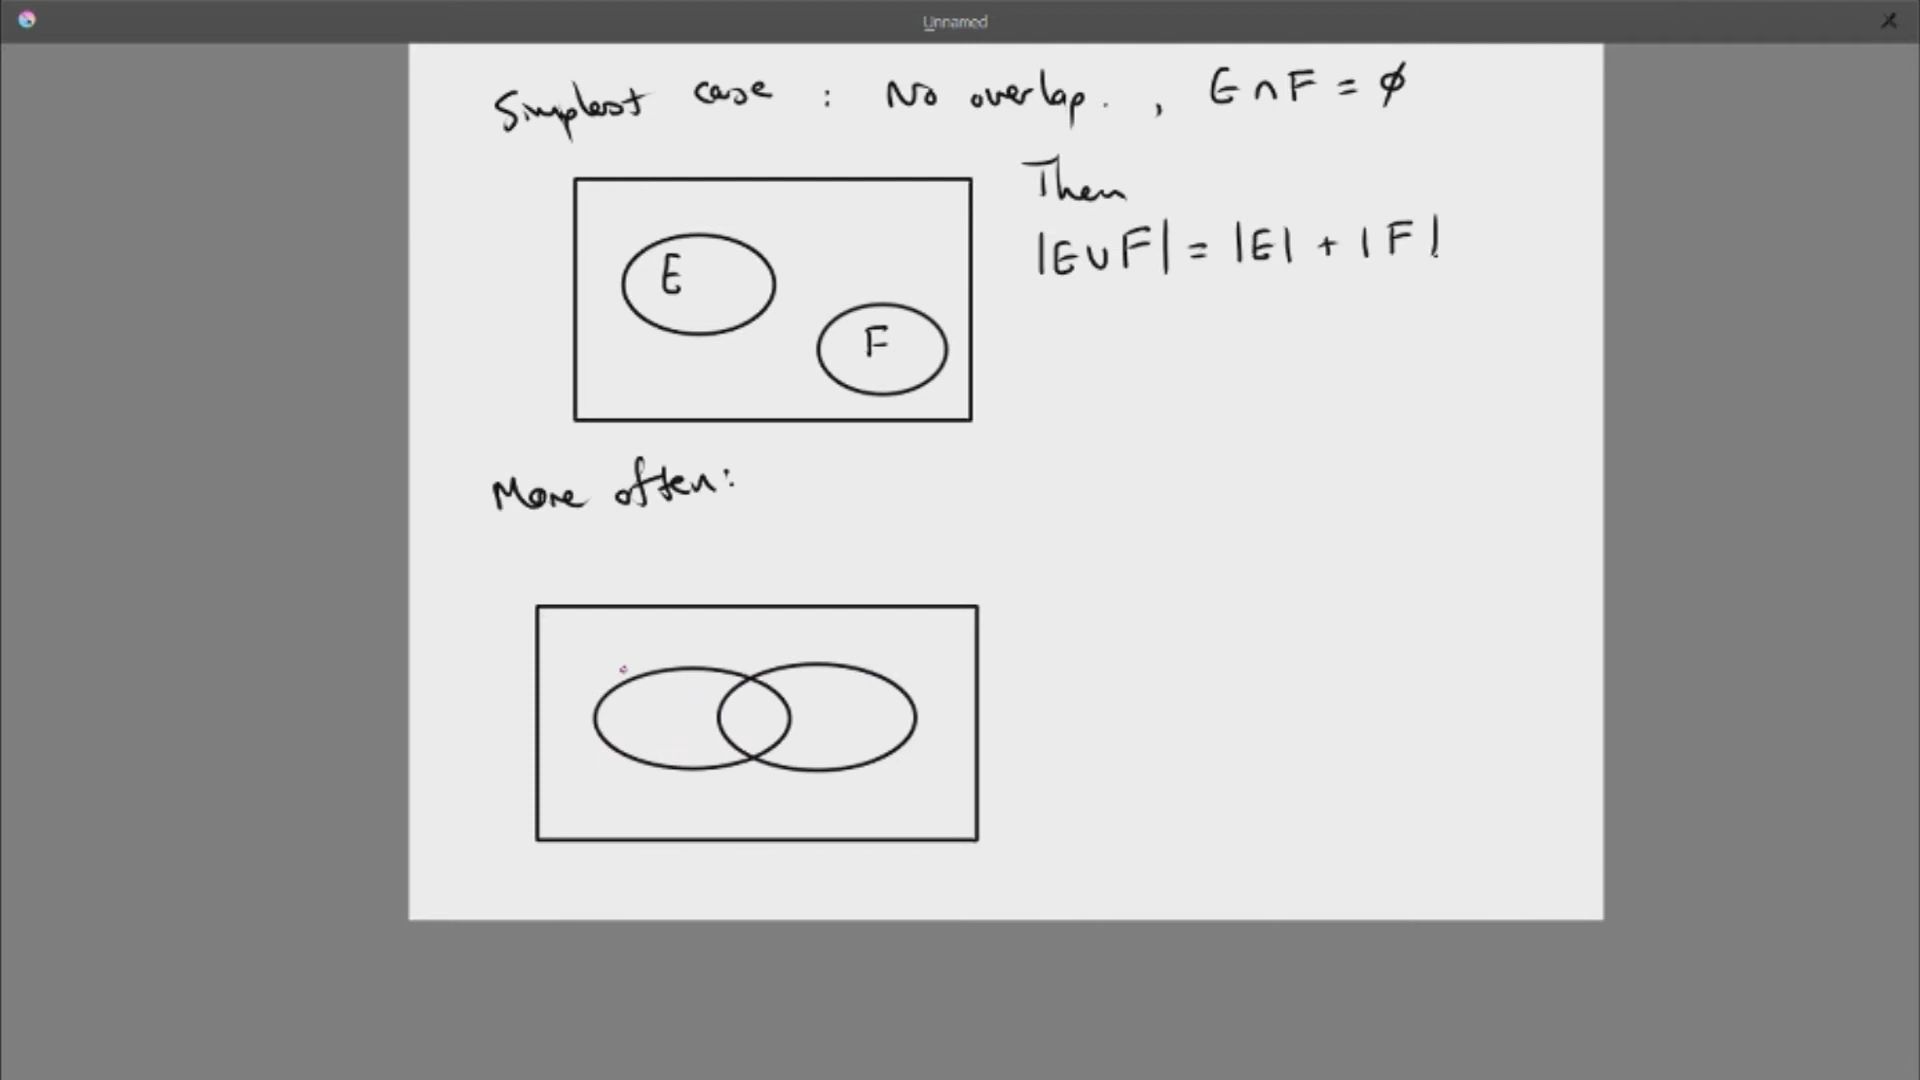 Unnamed
Simplest case : No overlap. , E ∩ F = ∅
Then
|E ∪ F| = |E| + |F|
E
F
More often: